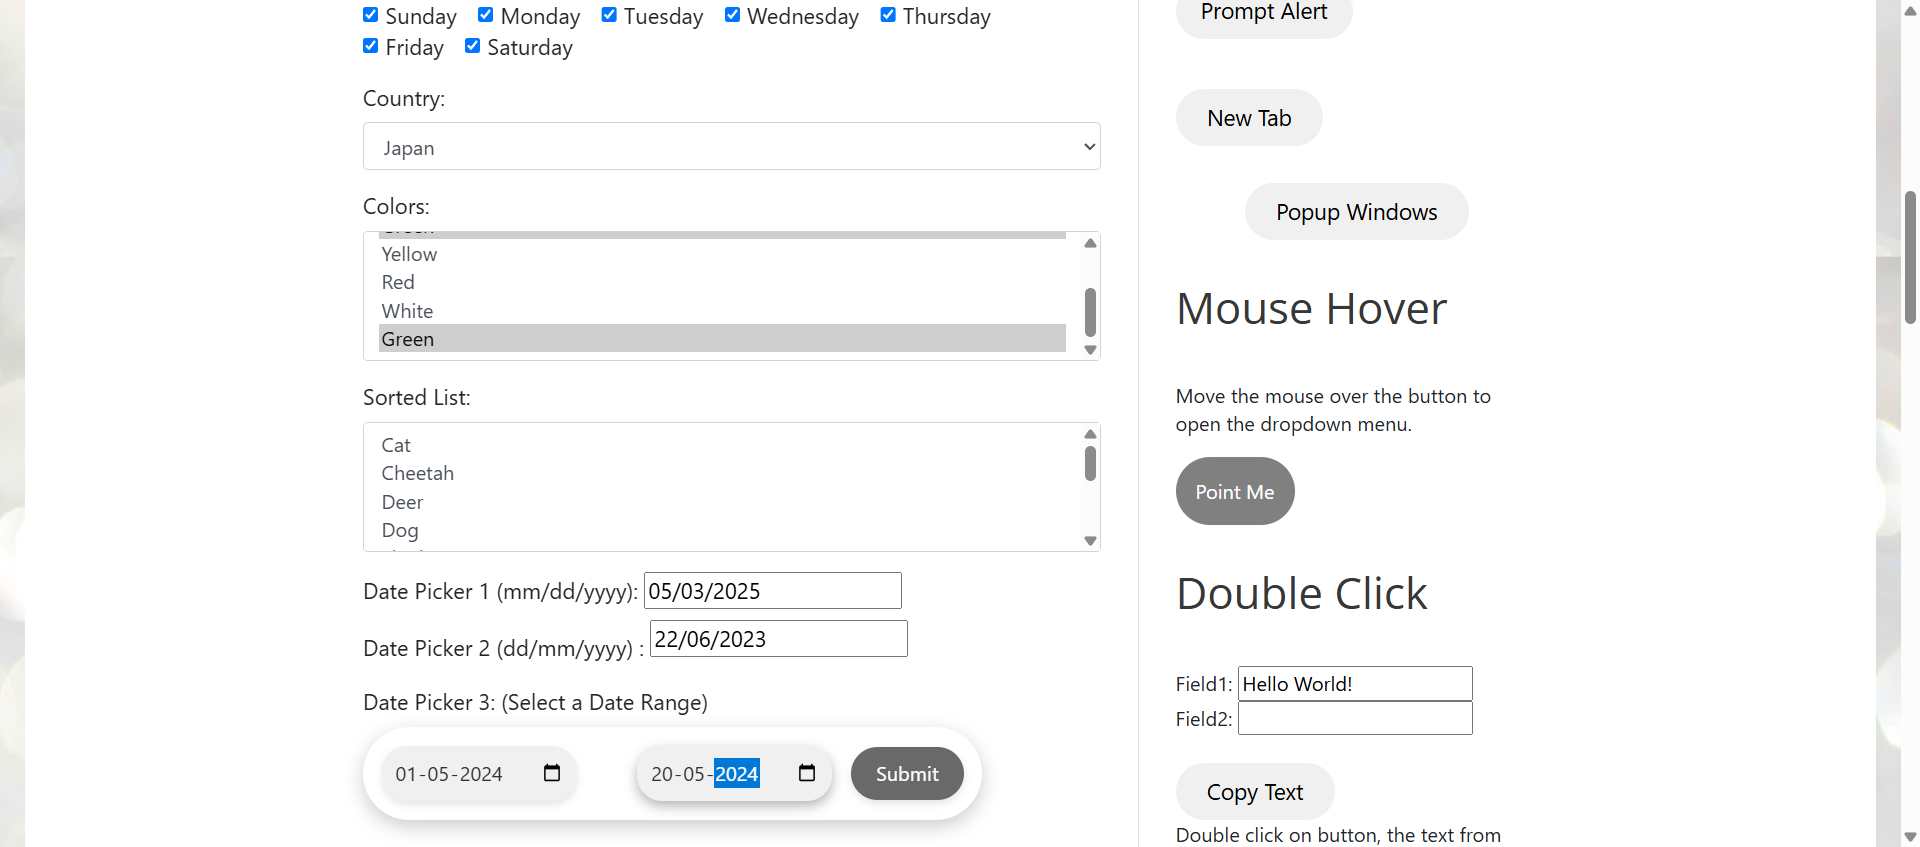 Sunday Monday Tuesday Wednesday Thursday
Friday Saturday
Country:
Japan
Colors:
Green
Yellow
Red
White
Green
Sorted List:
Cat
Cheetah
Deer
Dog
Date Picker 1 (mm/dd/yyyy): 05/03/2025
Date Picker 2 (dd/mm/yyyy) : 22/06/2023
Date Picker 3: (Select a Date Range)
01-05-2024 20-05-2024 Submit
Prompt Alert
New Tab
Popup Windows
Mouse Hover
Move the mouse over the button to
open the dropdown menu.
Point Me
Double Click
Field1: Hello World!
Field2:
Copy Text
Double click on button, the text from